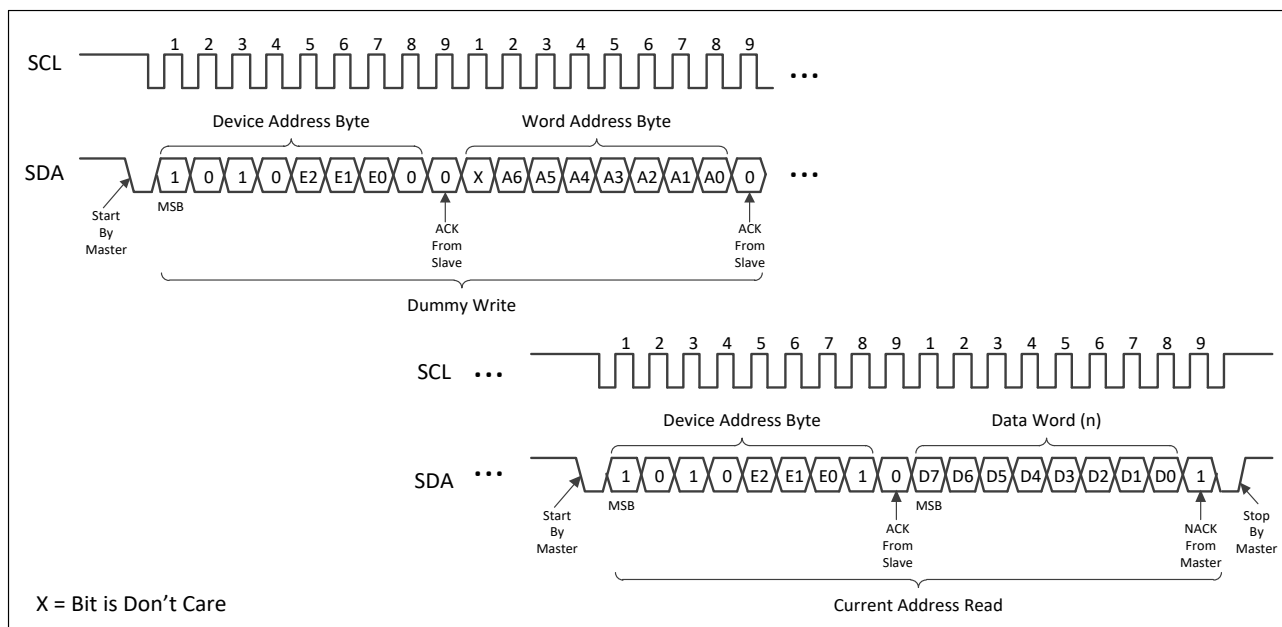 1 2 3 4 5 6 7 8 9 1 2 3 4 5 6 7 8 9
SCL ...
Device Address Byte Word Address Byte
SDA 1 0 1 0 E2 E1 E0 0 0 X A6 A5 A4 A3 A2 A1 A0 0 ...
MSB
Start
By
Master
ACK
From
Slave
ACK
From
Slave
Dummy Write
1 2 3 4 5 6 7 8 9 1 2 3 4 5 6 7 8 9
SCL ...
Device Address Byte Data Word (n)
SDA ... 1 0 1 0 E2 E1 E0 1 0 D7 D6 D5 D4 D3 D2 D1 D0 1
MSB MSB
Start
By
Master
ACK
From
Slave
NACK
From
Master
Stop
By
Master
Current Address Read
X = Bit is Don’t Care